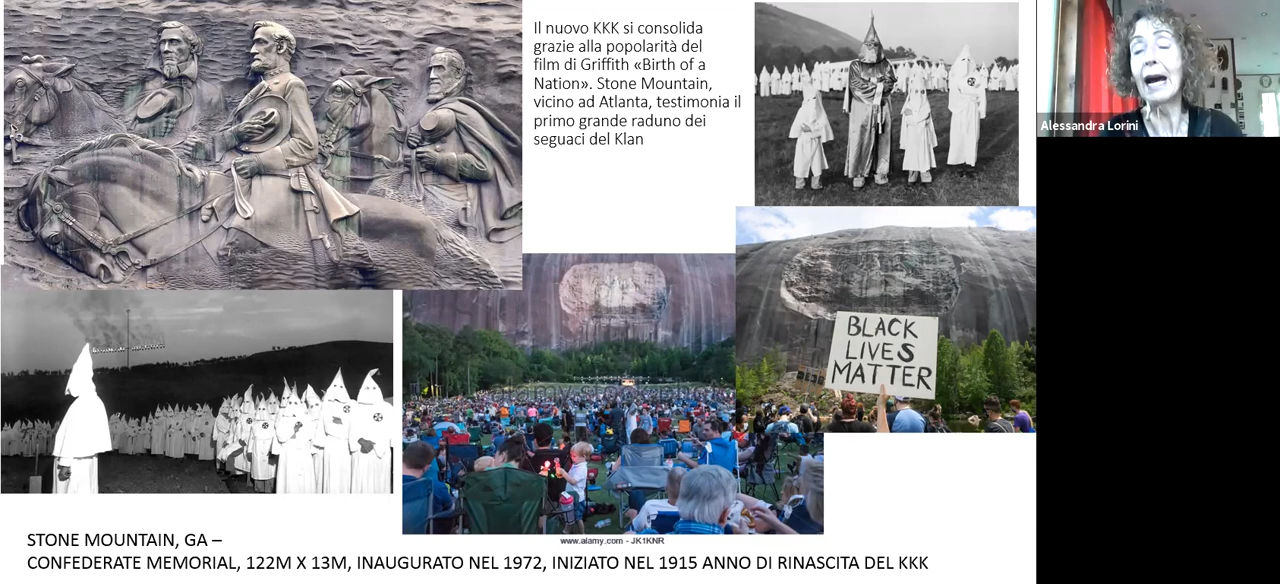 Il nuovo KKK si consolida
grazie alla popolarità del
film di Griffith «Birth of a
Nation». Stone Mountain,
vicino ad Atlanta, testimonia il
primo grande raduno dei
seguaci del Klan
Alessandra Lorini
BLACK
LIVES
MATTER
www.alamy.com - JK1KNR
STONE MOUNTAIN, GA –
CONFEDERATE MEMORIAL, 122M X 13M, INAUGURATO NEL 1972, INIZIATO NEL 1915 ANNO DI RINASCITA DEL KKK